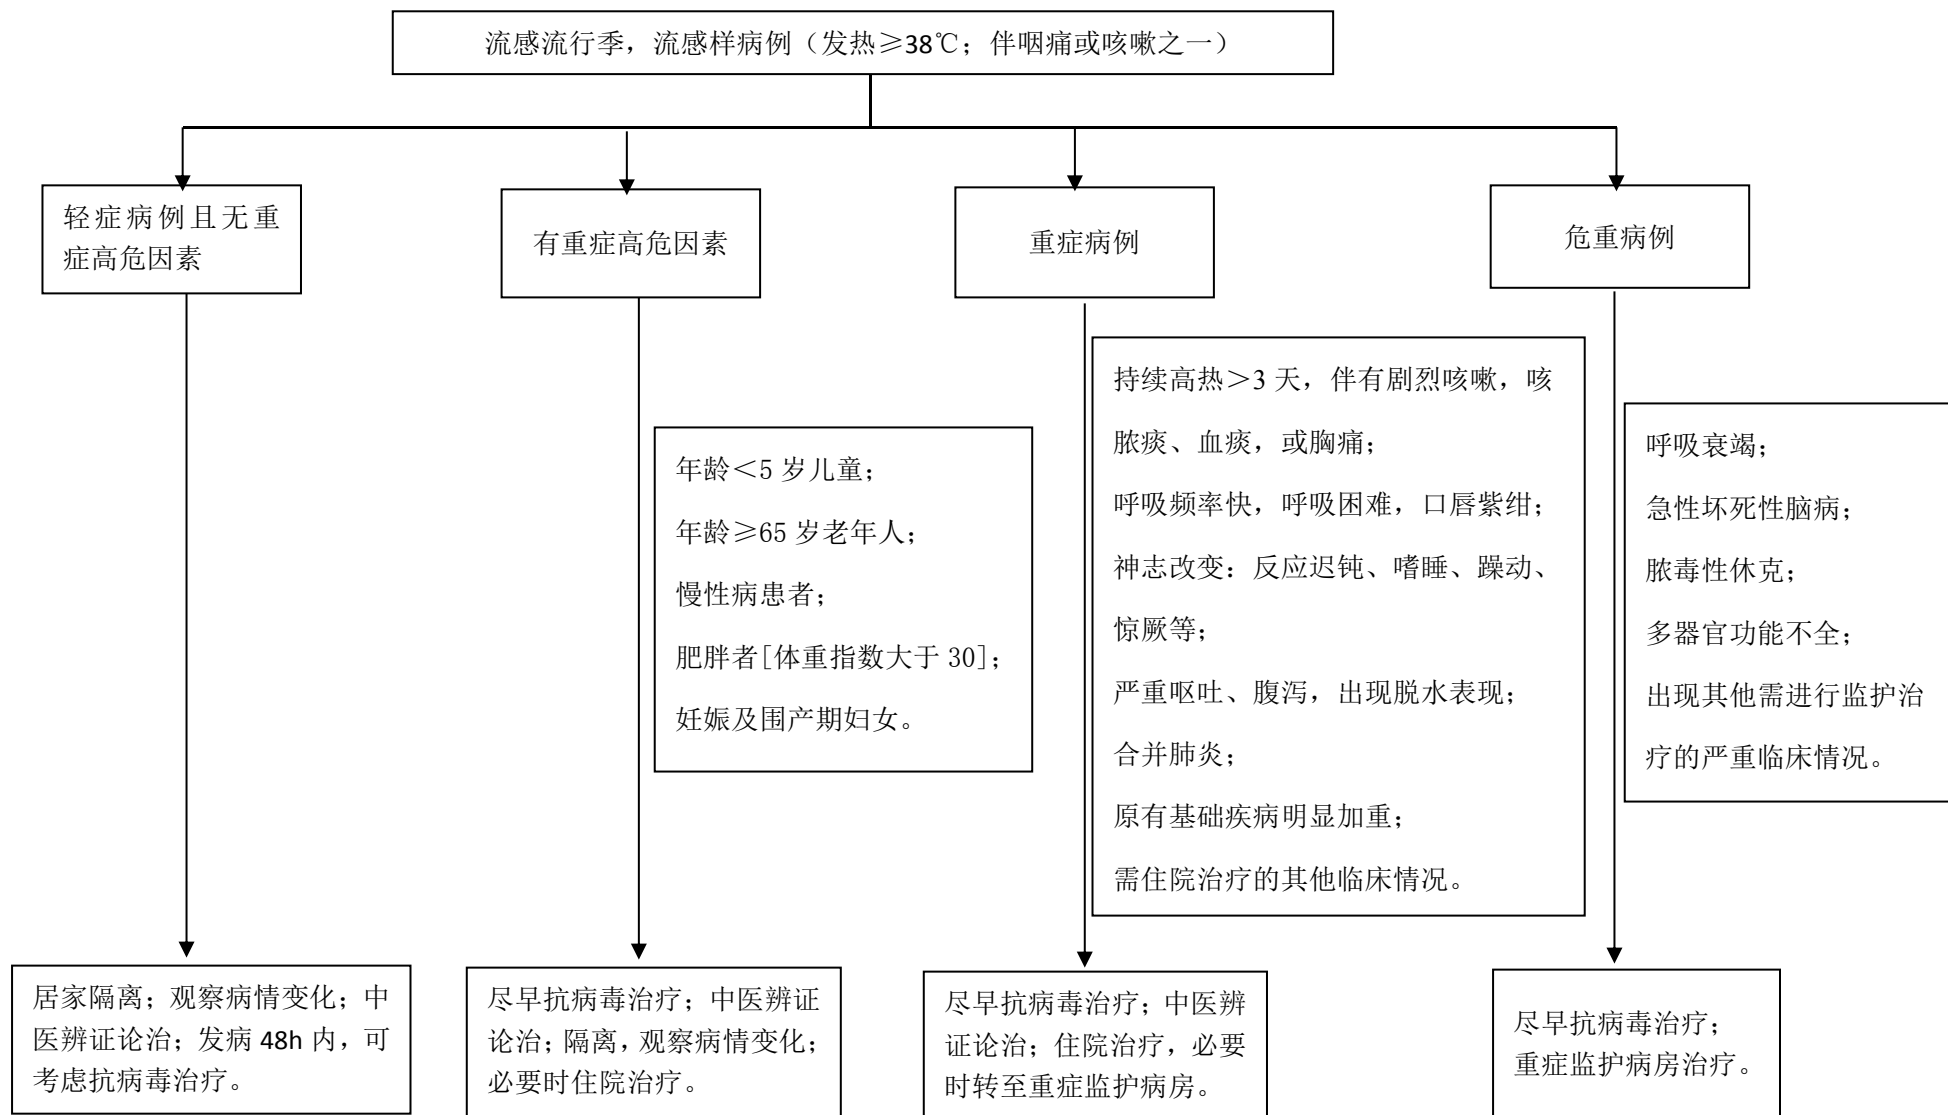 流感流行季，流感样病例（发热≥38℃；伴咽痛或咳嗽之一）
轻症病例且无重
症高危因素
有重症高危因素
重症病例
危重病例
年龄＜5 岁儿童；
年龄≥65 岁老年人；
慢性病患者；
肥胖者[体重指数大于 30]；
妊娠及围产期妇女。
持续高热＞3 天，伴有剧烈咳嗽，咳
脓痰、血痰，或胸痛；
呼吸频率快，呼吸困难，口唇紫绀；
神志改变：反应迟钝、嗜睡、躁动、
惊厥等；
严重呕吐、腹泻，出现脱水表现；
合并肺炎；
原有基础疾病明显加重；
需住院治疗的其他临床情况。
呼吸衰竭；
急性坏死性脑病；
脓毒性休克；
多器官功能不全；
出现其他需进行监护治
疗的严重临床情况。
居家隔离；观察病情变化；中
医辨证论治；发病 48h 内，可
考虑抗病毒治疗。
尽早抗病毒治疗；中医辨证
论治；隔离，观察病情变化；
必要时住院治疗。
尽早抗病毒治疗；中医辨
证论治；住院治疗，必要
时转至重症监护病房。
尽早抗病毒治疗；
重症监护病房治疗。